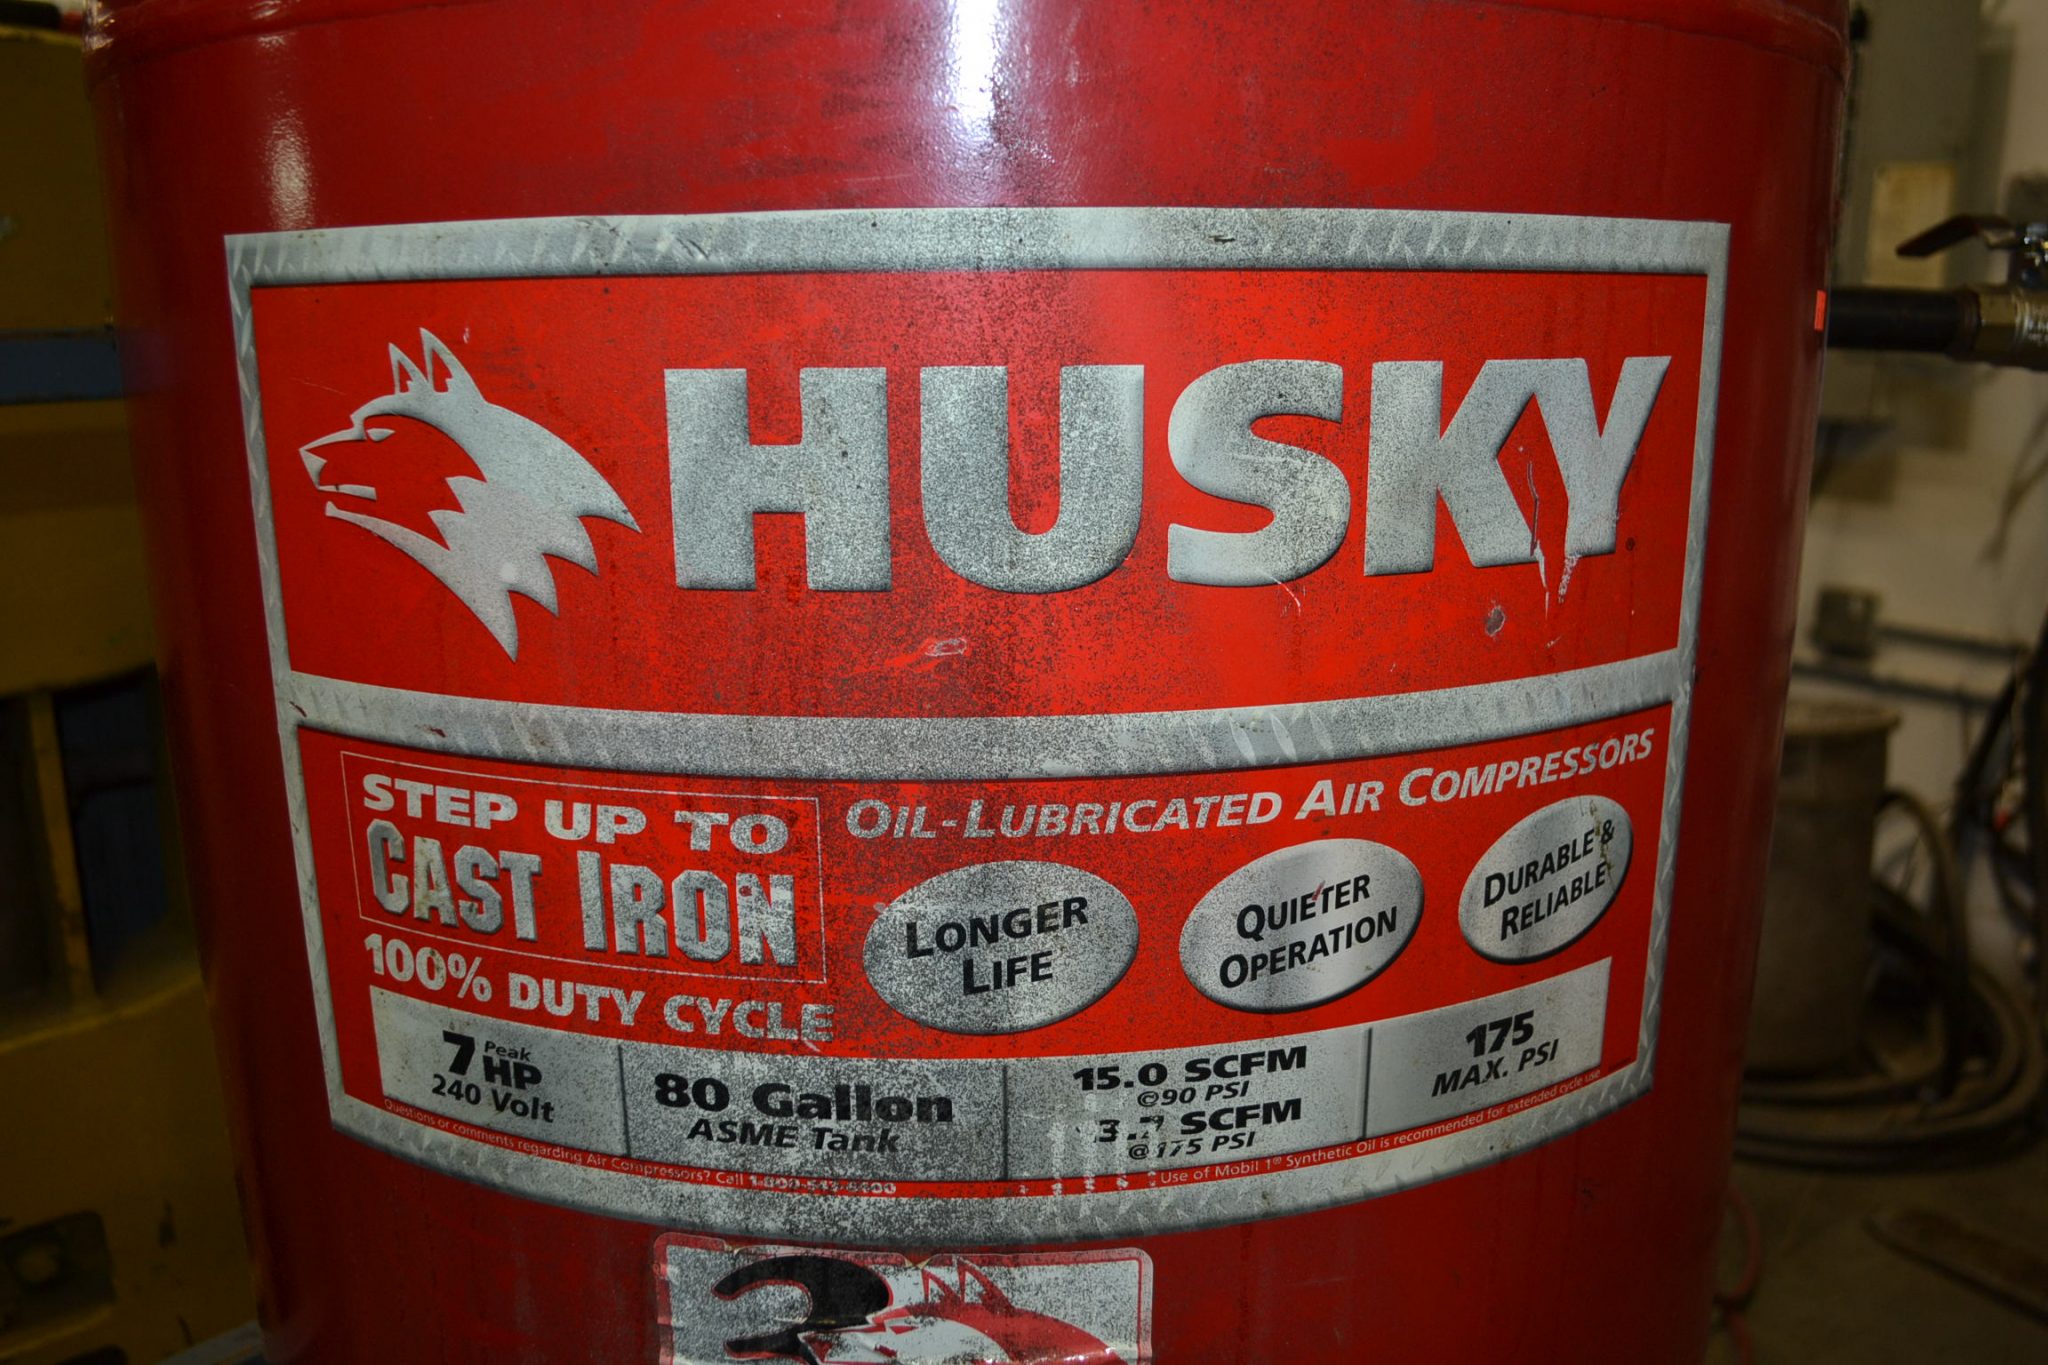 HUSKY®
STEP UP TO
CAST IRON
100% DUTY CYCLE
OIL-LUBRICATED AIR COMPRESSORS
LONGER
LIFE
QUIETER
OPERATION
DURABLE &
RELIABLE
7 Peak HP
240 Volt
80 Gallon
ASME Tank
15.0 SCFM
@90 PSI
SCFM
@175 PSI
175
MAX. PSI
Questions or comments regarding Air Compressors? Call
Use of Mobil 1® Synthetic Oil is recommended for extended cycle use
3